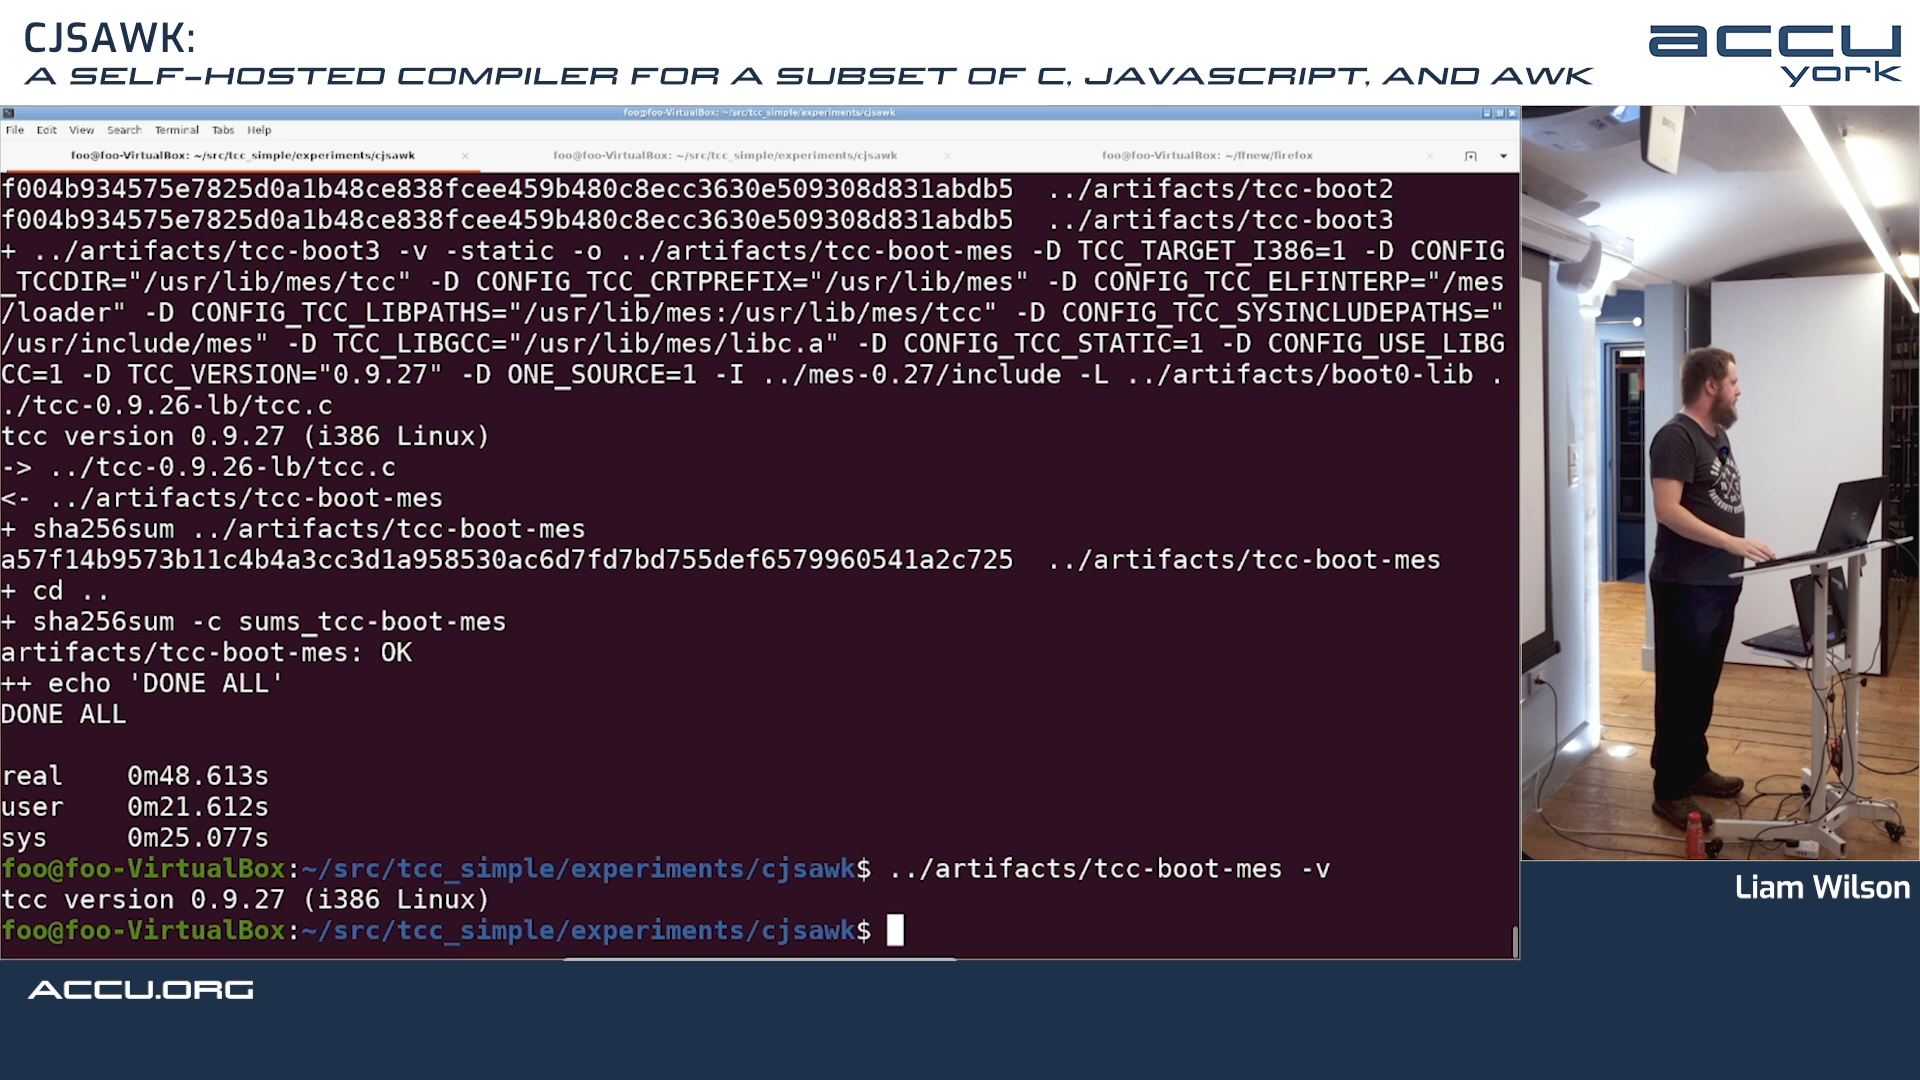 CJSAWK:
A SELF-HOSTED COMPILER FOR A SUBSET OF C, JAVASCRIPT, AND AWK
accu
york
foo@foo-VirtualBox: ~/src/tcc_simple/experiments/cjsawk
File Edit View Search Terminal Tabs Help
foo@foo-VirtualBox: ~/src/tcc_simple/experiments/cjsawk × foo@foo-VirtualBox: ~/src/tcc_simple/experiments/cjsawk × foo@foo-VirtualBox: ~/ffnew/firefox ×
f004b934575e7825d0a1b48ce838fcee459b480c8ecc3630e509308d831abdb5  ../artifacts/tcc-boot2
f004b934575e7825d0a1b48ce838fcee459b480c8ecc3630e509308d831abdb5  ../artifacts/tcc-boot3
+ ../artifacts/tcc-boot3 -v -static -o ../artifacts/tcc-boot-mes -D TCC_TARGET_I386=1 -D CONFIG
_TCCDIR="/usr/lib/mes/tcc" -D CONFIG_TCC_CRTPREFIX="/usr/lib/mes" -D CONFIG_TCC_ELFINTERP="/mes
/loader" -D CONFIG_TCC_LIBPATHS="/usr/lib/mes:/usr/lib/mes/tcc" -D CONFIG_TCC_SYSINCLUDEPATHS="
/usr/include/mes" -D TCC_LIBGCC="/usr/lib/mes/libc.a" -D CONFIG_TCC_STATIC=1 -D CONFIG_USE_LIBG
CC=1 -D TCC_VERSION="0.9.27" -D ONE_SOURCE=1 -I ../mes-0.27/include -L ../artifacts/boot0-lib .
./tcc-0.9.26-lb/tcc.c
tcc version 0.9.27 (i386 Linux)
-> ../tcc-0.9.26-lb/tcc.c
<- ../artifacts/tcc-boot-mes
+ sha256sum ../artifacts/tcc-boot-mes
a57f14b9573b11c4b4a3cc3d1a958530ac6d7fd7bd755def6579960541a2c725  ../artifacts/tcc-boot-mes
+ cd ..
+ sha256sum -c sums_tcc-boot-mes
artifacts/tcc-boot-mes: OK
++ echo 'DONE ALL'
DONE ALL
real 0m48.613s
user 0m21.612s
sys 0m25.077s
foo@foo-VirtualBox:~/src/tcc_simple/experiments/cjsawk$ ../artifacts/tcc-boot-mes -v
tcc version 0.9.27 (i386 Linux)
foo@foo-VirtualBox:~/src/tcc_simple/experiments/cjsawk$
Liam Wilson
ACCU.ORG